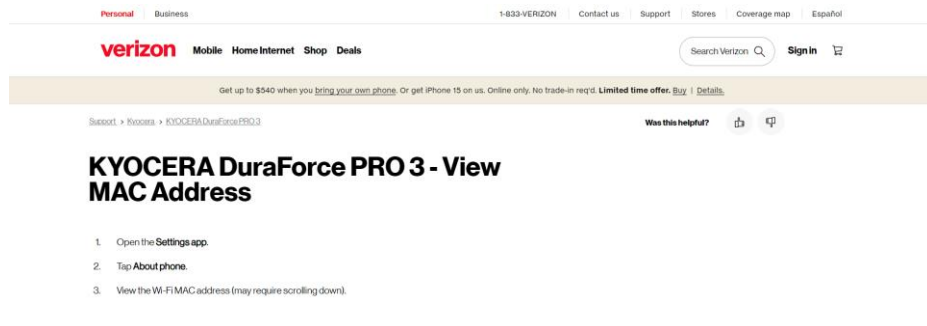 Personal Business 1-833-VERIZON Contact us Support Stores Coverage map Español
verizon Mobile Home Internet Shop Deals Search Verizon Sign in
Get up to $540 when you bring your own phone. Or get iPhone 15 on us. Online only. No trade-in req'd. Limited time offer. Buy | Details.
Support > Kyocera > KYOCERA DuraForce PRO 3 Was this helpful?
KYOCERA DuraForce PRO 3 - View
MAC Address
1. Open the Settings app.
2. Tap About phone.
3. View the Wi-Fi MAC address (may require scrolling down).